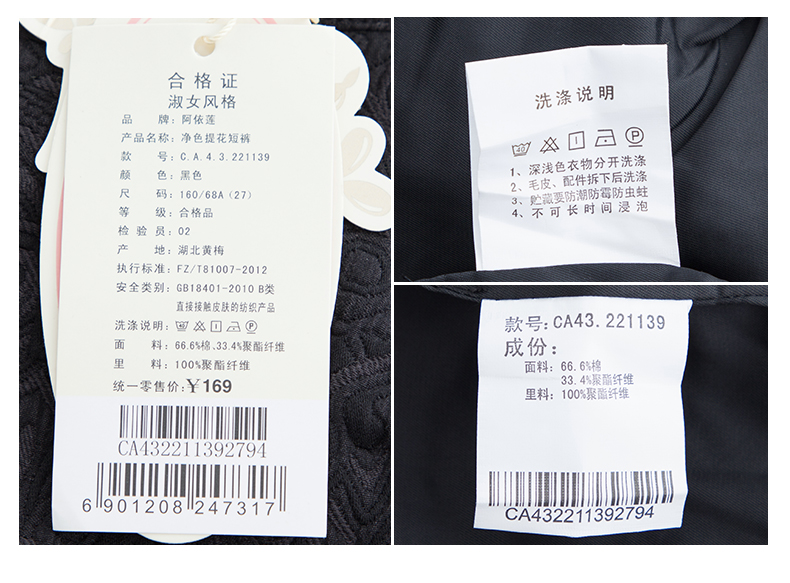 合格证
淑女风格
品 牌：阿依莲
产品名称：净色提花短裤
款 号：C.A.4.3.221139
颜 色：黑色
尺 码：160/68A（27）
等 级：合格品
检 验 员：02
产 地：湖北黄梅
执行标准：FZ/T81007-2012
安全类别：GB18401-2010 B类
直接接触皮肤的纺织产品
洗涤说明：
面 料：66.6%棉、33.4%聚酯纤维
里 料：100%聚酯纤维
统一零售价：¥169
CA432211392794
6 901208 247317
洗涤说明
40
P
1、深浅色衣物分开洗涤
2、毛皮、配件拆下后洗涤
3、贮藏要防潮防霉防虫蛀
4、不可长时间浸泡
款号：CA43.221139
成份：
面料：66.6%棉
33.4%聚酯纤维
里料：100%聚酯纤维
CA432211392794